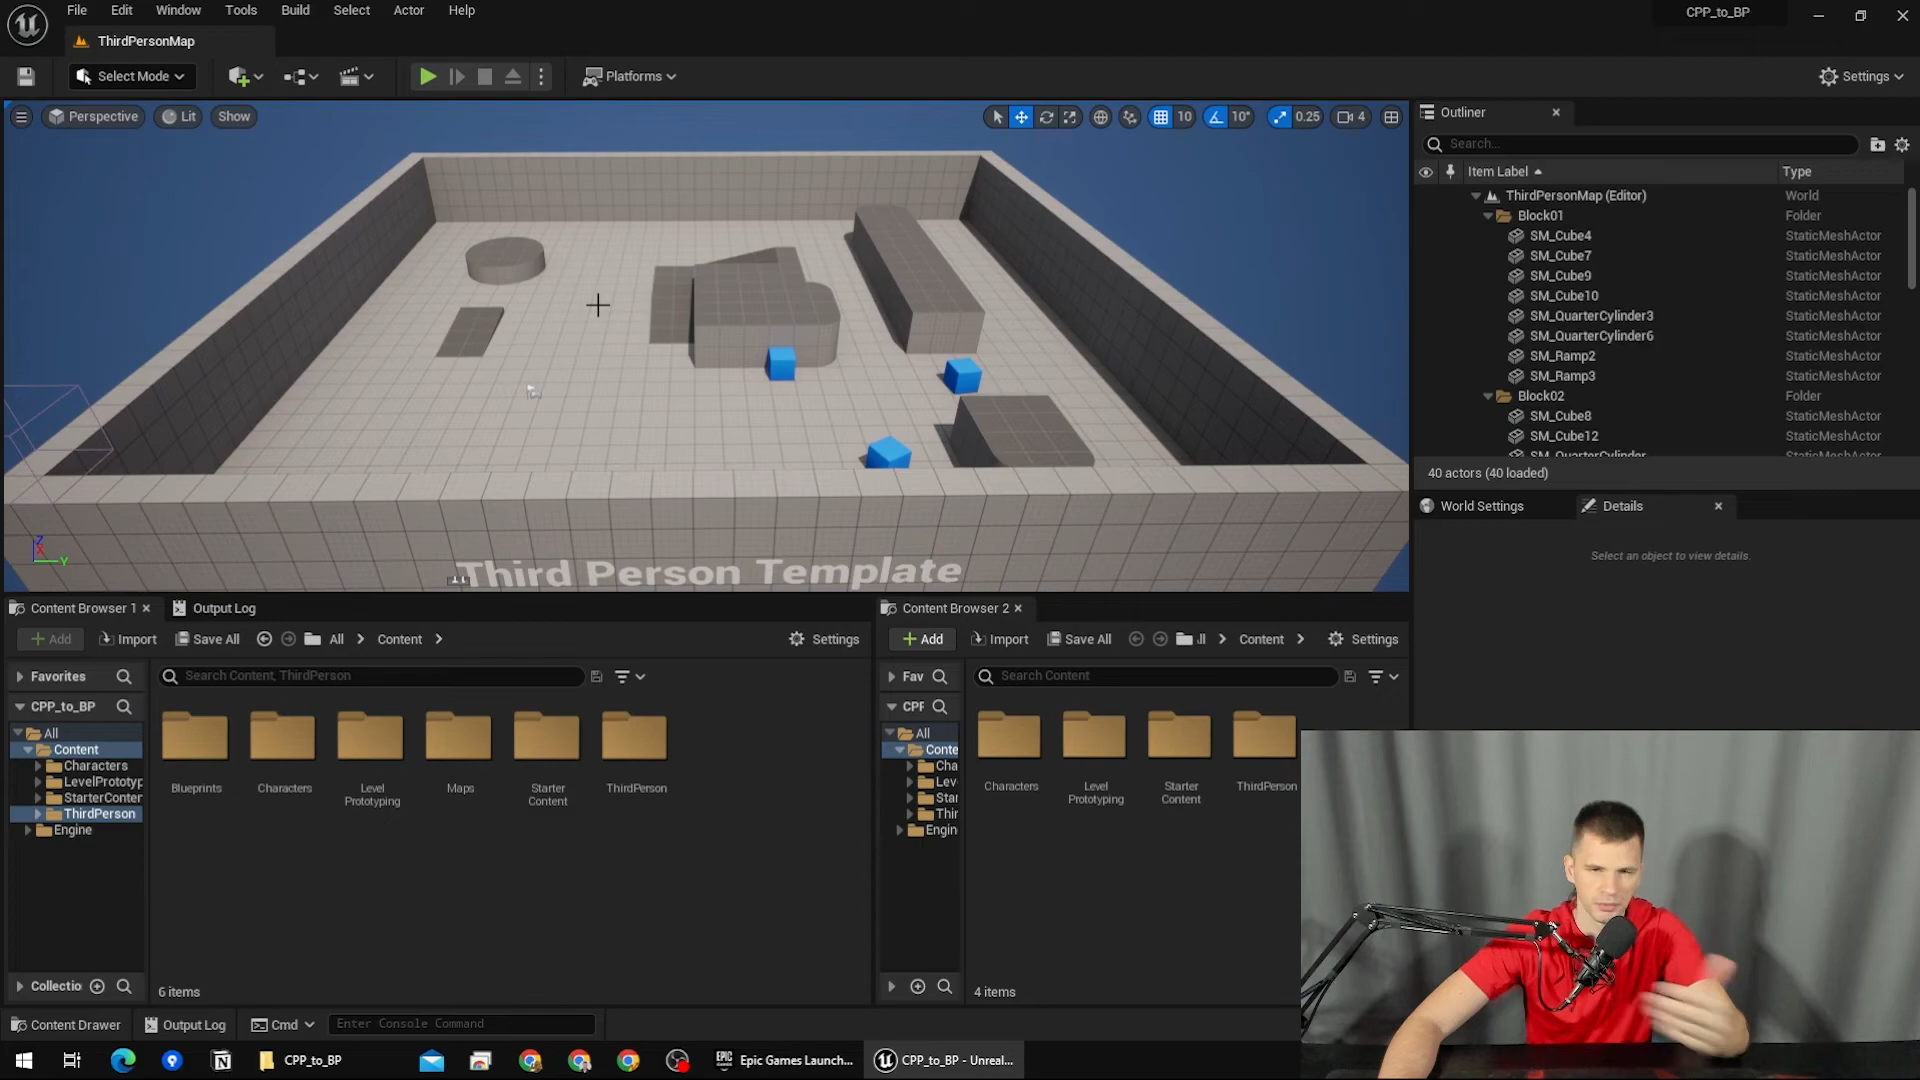 File Edit Window Tools Build Select Actor Help
CPP_to_BP
ThirdPersonMap
Select Mode
Platforms
Settings
Perspective
Lit
Show
10
10°
0.25
4
Third Person Template
Outliner
Search...
Item Label
Type
ThirdPersonMap (Editor) World
Block01 Folder
SM_Cube4 StaticMeshActor
SM_Cube7 StaticMeshActor
SM_Cube9 StaticMeshActor
SM_Cube10 StaticMeshActor
SM_QuarterCylinder3 StaticMeshActor
SM_QuarterCylinder6 StaticMeshActor
SM_Ramp2 StaticMeshActor
SM_Ramp3 StaticMeshActor
Block02 Folder
SM_Cube8 StaticMeshActor
SM_Cube12 StaticMeshActor
SM_QuarterCylinder StaticMeshActor
40 actors (40 loaded)
World Settings
Details
Select an object to view details.
Content Browser 1
Output Log
Add
Import
Save All
All
Content
Settings
Favorites
Search Content, ThirdPerson
CPP_to_BP
All
Content
Characters
LevelPrototyp
StarterConter
ThirdPerson
Engine
Blueprints
Characters
Level
Prototyping
Maps
Starter
Content
ThirdPerson
Collectio
6 items
Content Browser 2
Add
Import
Save All
ll
Content
Settings
Fav
Search Content
CPF
All
Conte
Cha
Lev
Star
Thir
Engin
Characters
Level
Prototyping
Starter
Content
ThirdPerson
4 items
Content Drawer
Output Log
Cmd
Enter Console Command
CPP_to_BP
Epic Games Launch...
CPP_to_BP - Unreal...